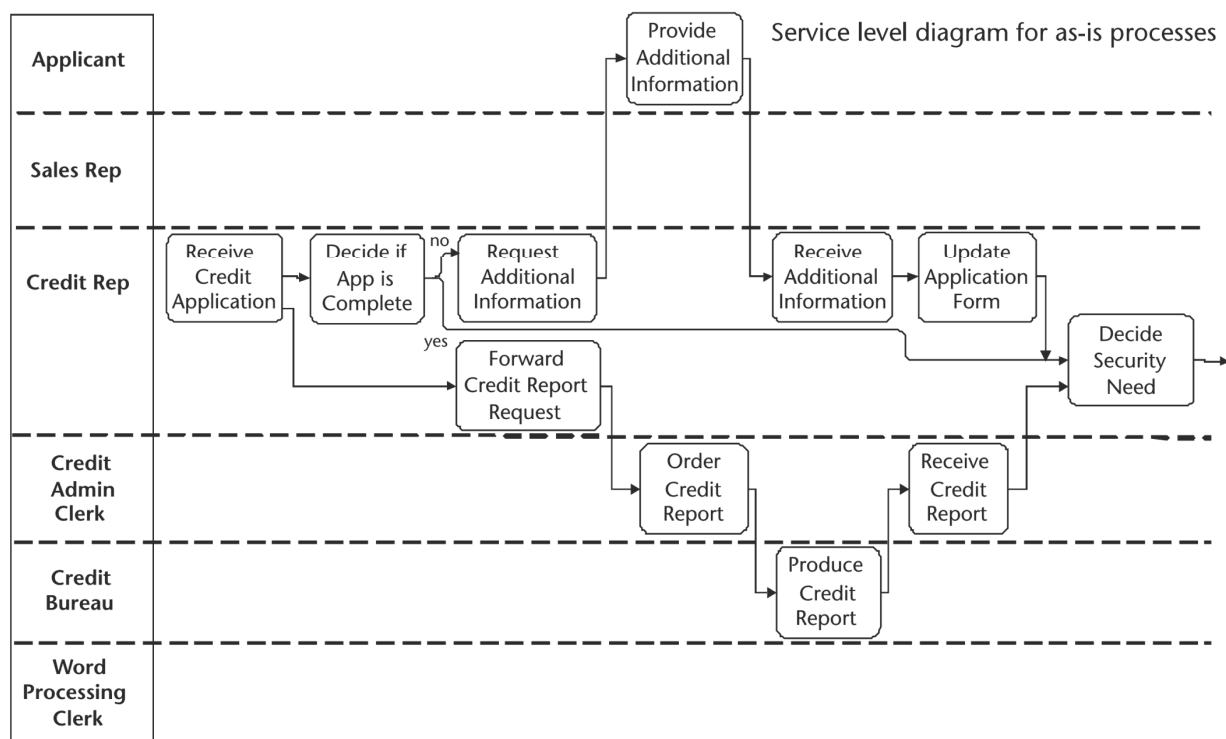 Service level diagram for as-is processes
Applicant
Provide
Additional
Information
Sales Rep
Credit Rep
Receive
Credit
Application
Decide if
App is
Complete
no
yes
Request
Additional
Information
Receive
Additional
Information
Update
Application
Form
Forward
Credit Report
Request
Decide
Security
Need
Credit
Admin
Clerk
Order
Credit
Report
Receive
Credit
Report
Credit
Bureau
Produce
Credit
Report
Word
Processing
Clerk